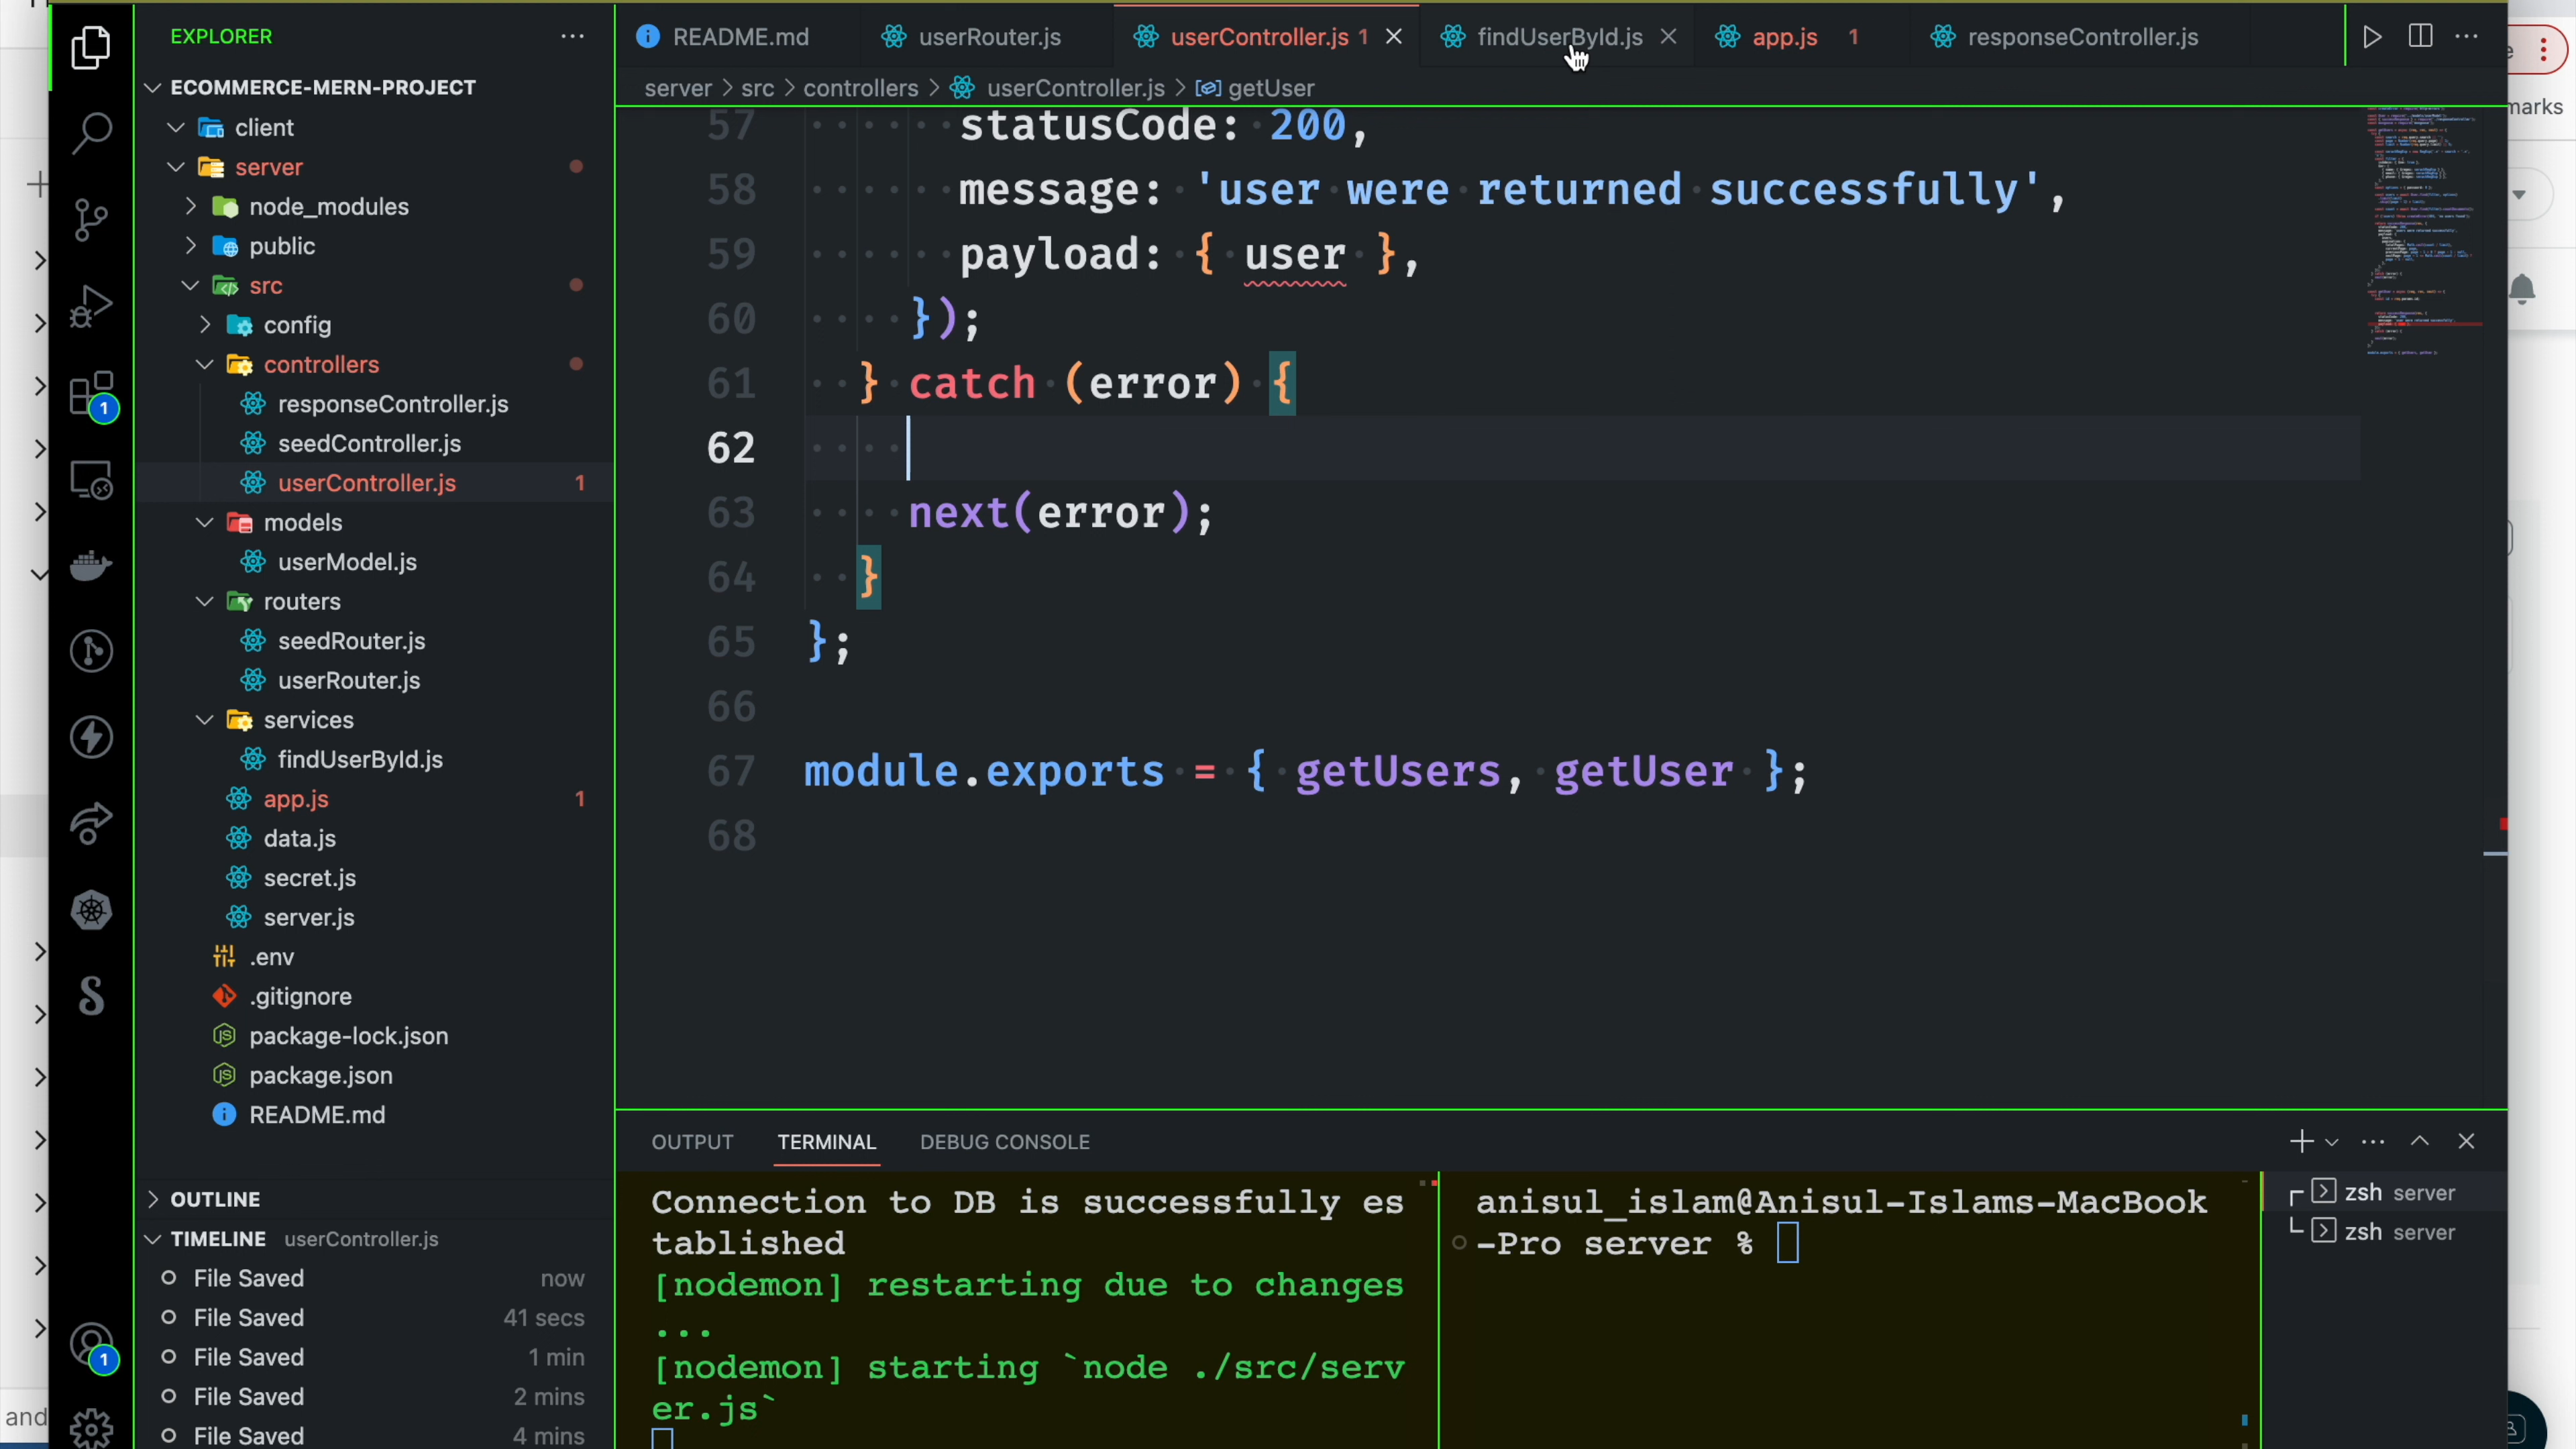 EXPLORER
ECOMMERCE-MERN-PROJECT
client
server
node_modules
public
src
config
controllers
responseController.js
seedController.js
userController.js 1
models
userModel.js
routers
seedRouter.js
userRouter.js
services
findUserById.js
app.js 1
data.js
secret.js
server.js
.env
.gitignore
package-lock.json
package.json
README.md
OUTLINE
TIMELINE userController.js
File Saved now
File Saved 41 secs
File Saved 1 min
File Saved 2 mins
File Saved 4 mins
1
1
and
README.md userRouter.js userController.js 1 findUserById.js app.js 1 responseController.js
server > src > controllers > userController.js > getUser
57 statusCode: 200,
58 message: 'user were returned successfully',
59 payload: { user },
60 });
61 } catch (error) {
62
63 next(error);
64 }
65 };
66
67 module.exports = { getUsers, getUser };
68
OUTPUT TERMINAL DEBUG CONSOLE
Connection to DB is successfully es
tablished
[nodemon] restarting due to changes
...
[nodemon] starting `node ./src/serv
er.js`
anisul_islam@Anisul-Islams-MacBook
-Pro server %
zsh server
zsh server
marks